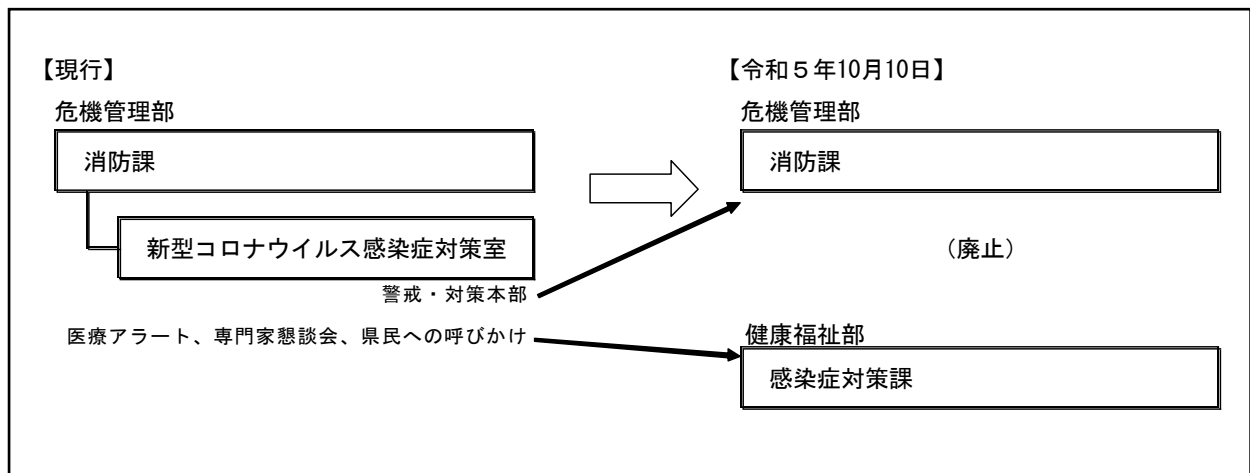 【現行】
危機管理部
消防課
新型コロナウイルス感染症対策室
警戒・対策本部
医療アラート、専門家懇談会、県民への呼びかけ
【令和５年10月10日】
危機管理部
消防課
（廃止）
健康福祉部
感染症対策課